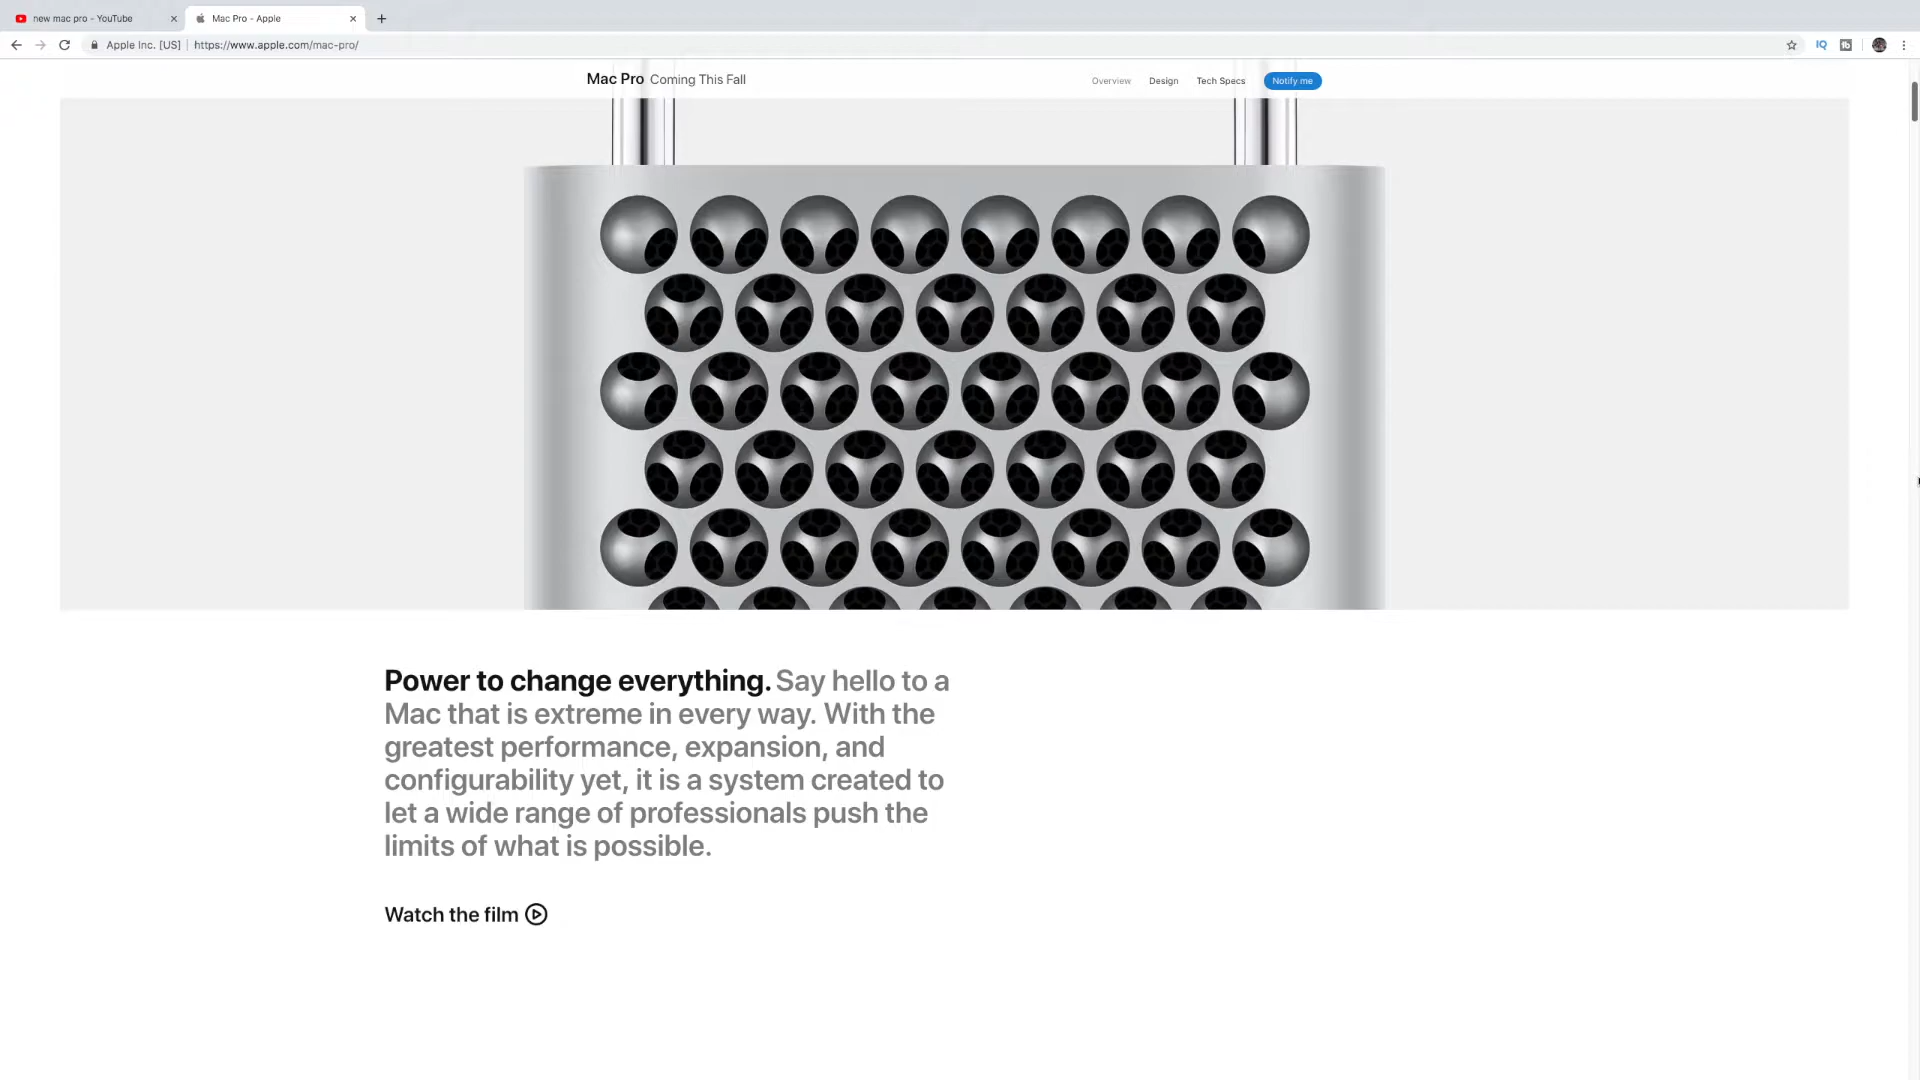 new mac pro - YouTube
Mac Pro - Apple
Apple Inc. [US]
https://www.apple.com/mac-pro/
IQ
Mac Pro Coming This Fall
Overview
Design
Tech Specs
Notify me
Power to change everything. Say hello to a
Mac that is extreme in every way. With the
greatest performance, expansion, and
configurability yet, it is a system created to
let a wide range of professionals push the
limits of what is possible.
Watch the film